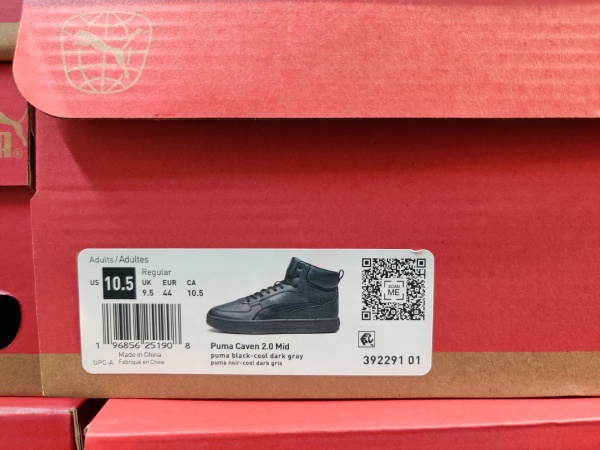 Adults/Adultes
Regular
US 10.5 UK EUR CA
9.5 44 10.5
SCAN
ME
1 96856 25190 8
UPC-A Made in China
Fabriqué en Chine
Puma Caven 2.0 Mid
puma black-cool dark gray
puma noir-cool dark gris
392291 01